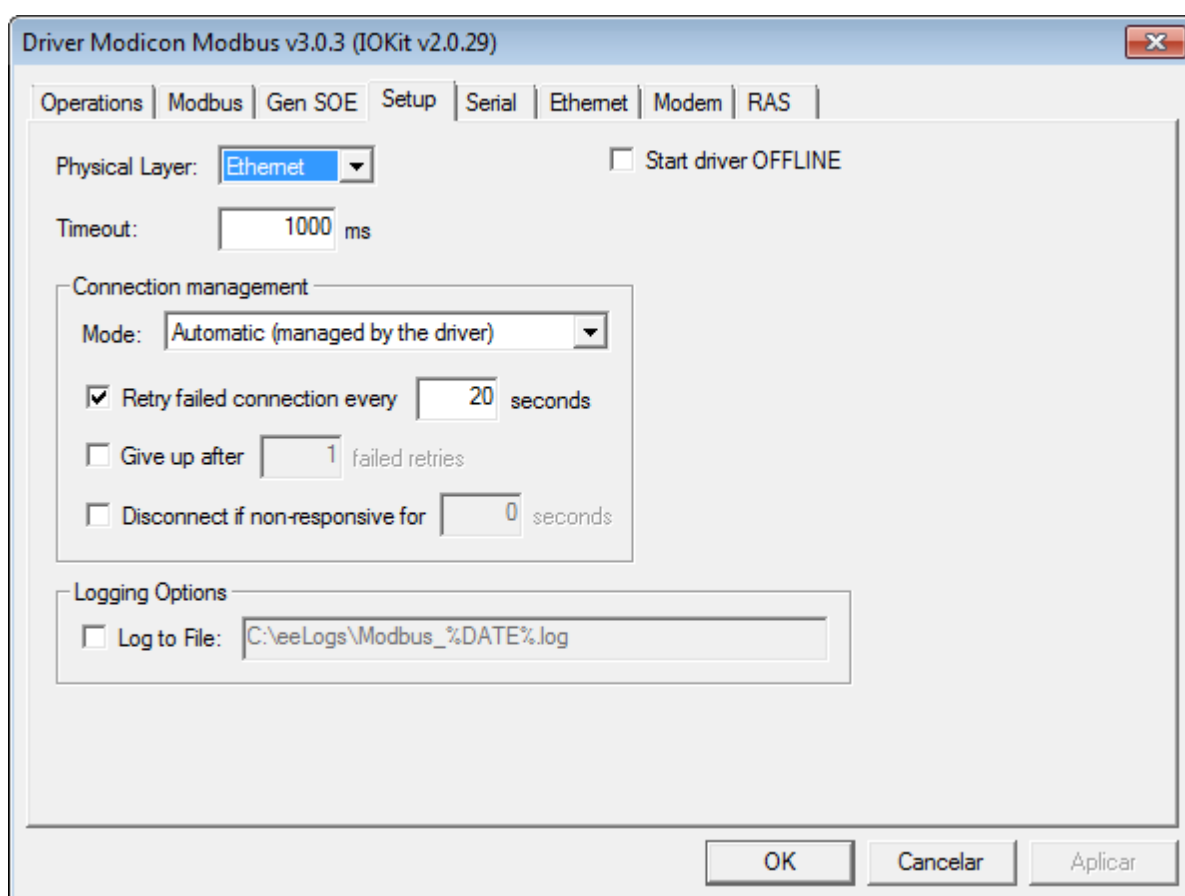 Driver Modicon Modbus v3.0.3 (IOKit v2.0.29)
Operations Modbus Gen SOE Setup Serial Ethernet Modem RAS
Physical Layer: Ethernet Start driver OFFLINE
Timeout: 1000 ms
Connection management
Mode: Automatic (managed by the driver)
Retry failed connection every 20 seconds
Give up after 1 failed retries
Disconnect if non-responsive for 0 seconds
Logging Options
Log to File: C:\eeLogs\Modbus_%DATE%.log
OK Cancelar Aplicar